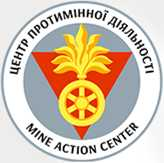 ЦЕНТР ПРОТИМІННОЇ ДІЯЛЬНОСТІ
MINE ACTION CENTER